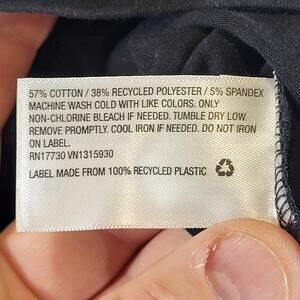 57% COTTON / 38% RECYCLED POLYESTER / 5% SPANDEX
MACHINE WASH COLD WITH LIKE COLORS. ONLY
NON-CHLORINE BLEACH IF NEEDED. TUMBLE DRY LOW.
REMOVE PROMPTLY. COOL IRON IF NEEDED. DO NOT IRON
ON LABEL.
RN17730 VN1315930
LABEL MADE FROM 100% RECYCLED PLASTIC